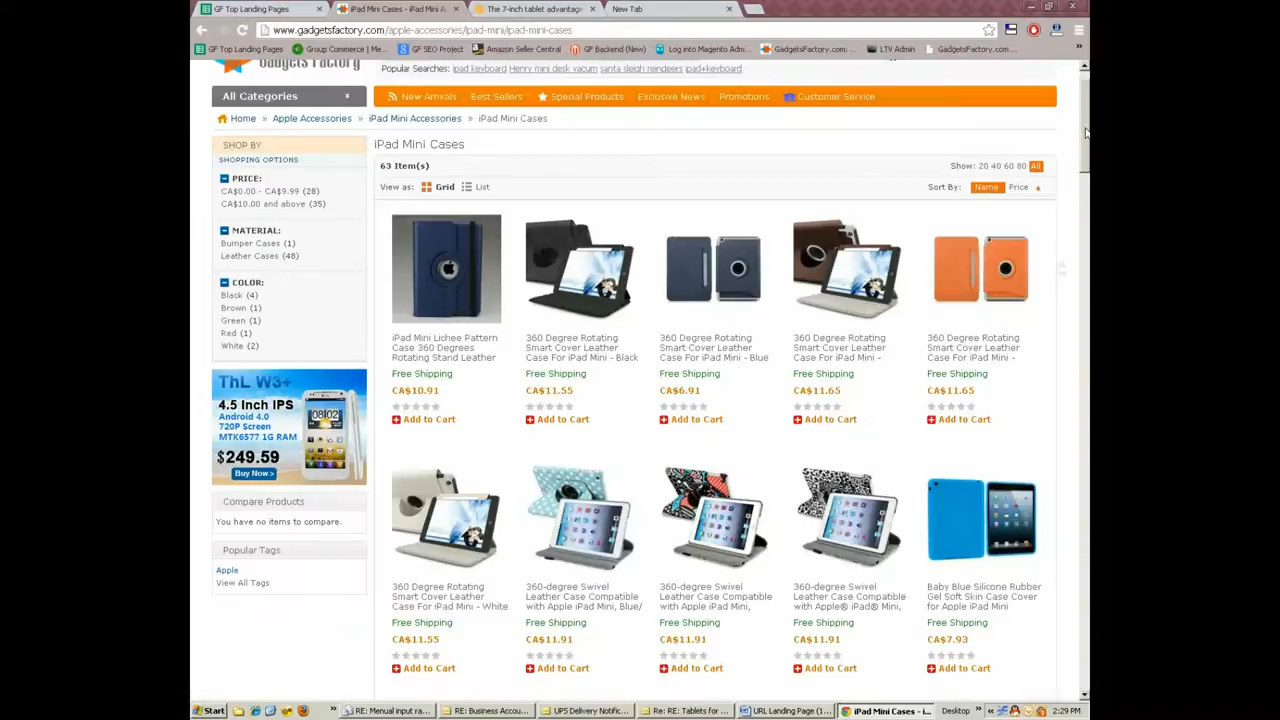 GF Top Landing Pages
iPad Mini Cases - iPad Mini A
The 7-inch tablet advantage
New Tab
www.gadgetsfactory.com/apple-accessories/ipad-mini/ipad-mini-cases
GF Top Landing Pages
Group Commerce | Me
GF SEO Project
Amazon Seller Central
GF Backend (New)
Log into Magento Adm...
GadgetsFactory.com:...
LTV Admin
GadgetsFactory.com ...
Gadgets Factory
Popular Searches: ipad keyboard Henry mini desk vacum santa sleigh reindeers ipad+keyboard
All Categories
New Arrivals
Best Sellers
Special Products
Exclusive News
Promotions
Customer Service
Home » Apple Accessories » iPad Mini Accessories » iPad Mini Cases
SHOP BY
SHOPPING OPTIONS
PRICE:
CA$0.00 - CA$9.99 (28)
CA$10.00 and above (35)
MATERIAL:
Bumper Cases (1)
Leather Cases (48)
COLOR:
Black (4)
Brown (1)
Green (1)
Red (1)
White (2)
ThL W3+
4.5 Inch IPS
Android 4.0
720P Screen
MTK6577 1G RAM
$249.59
Buy Now >
08:02
Compare Products
You have no items to compare.
Popular Tags
Apple
View All Tags
iPad Mini Cases
63 Item(s)
Show: 20 40 60 80 All
View as: Grid List
Sort By: Name Price
iPad Mini Lichee Pattern
Case 360 Degrees
Rotating Stand Leather
Free Shipping
CA$10.91
Add to Cart
360 Degree Rotating
Smart Cover Leather
Case For iPad Mini - Black
Free Shipping
CA$11.55
Add to Cart
360 Degree Rotating
Smart Cover Leather
Case For iPad Mini - Blue
Free Shipping
CA$6.91
Add to Cart
360 Degree Rotating
Smart Cover Leather
Case For iPad Mini -
Free Shipping
CA$11.65
Add to Cart
360 Degree Rotating
Smart Cover Leather
Case For iPad Mini -
Free Shipping
CA$11.65
Add to Cart
360 Degree Rotating
Smart Cover Leather
Case For iPad Mini - White
Free Shipping
CA$11.55
Add to Cart
360-degree Swivel
Leather Case Compatible
with Apple iPad Mini, Blue/
Free Shipping
CA$11.91
Add to Cart
360-degree Swivel
Leather Case Compatible
with Apple iPad Mini,
Free Shipping
CA$11.91
Add to Cart
360-degree Swivel
Leather Case Compatible
with Apple® iPad® Mini,
Free Shipping
CA$11.91
Add to Cart
Baby Blue Silicone Rubber
Gel Soft Skin Case Cover
for Apple iPad Mini
Free Shipping
CA$7.93
Add to Cart
Start
RE: Menual input ra...
RE: Business Accou...
UPS Delivery Notific...
Re: RE: Tablets for ...
URL Landing Page (1...
iPad Mini Cases - i...
Desktop
2:29 PM